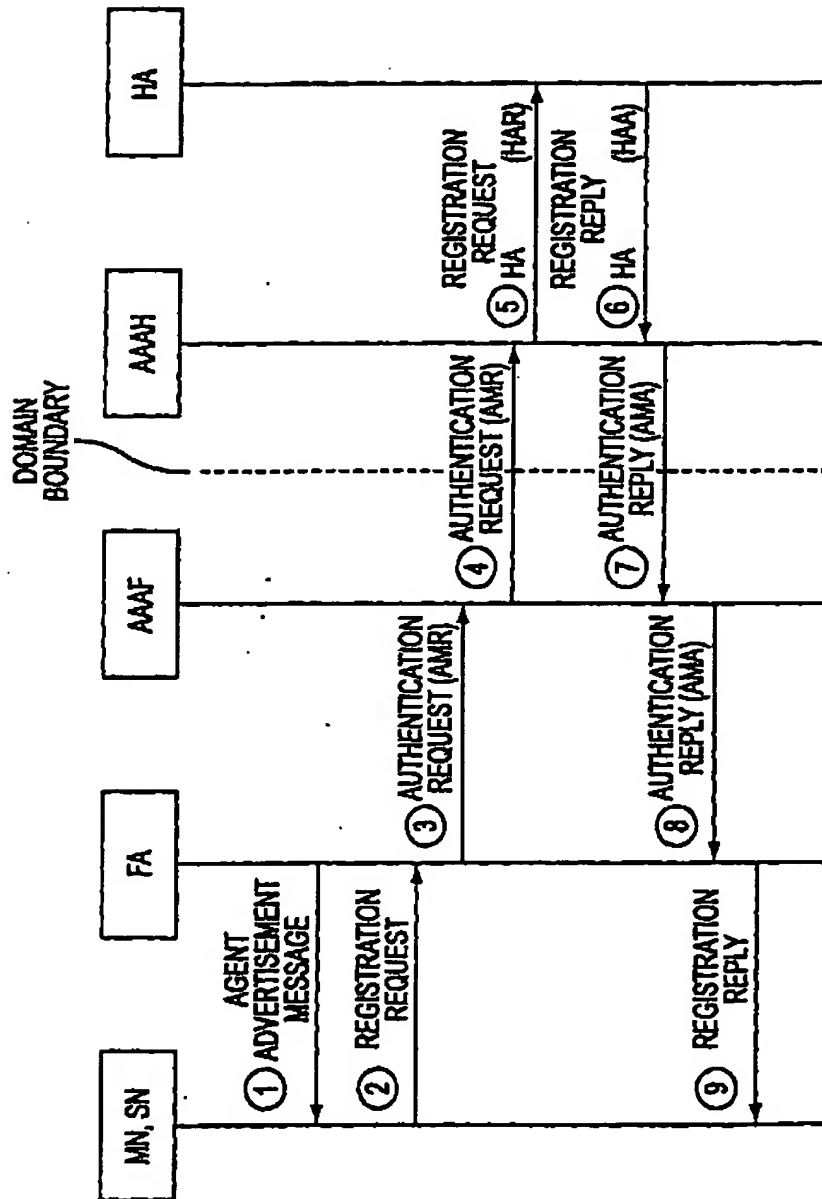 MN, SN
FA
AAAF
DOMAIN
BOUNDARY
AAAH
HA
① AGENT
ADVERTISEMENT
MESSAGE
② REGISTRATION
REQUEST
③ AUTHENTICATION
REQUEST (AMR)
④ AUTHENTICATION
REQUEST (AMR)
REGISTRATION
REQUEST
⑤ HA (HAR)
REGISTRATION
REPLY
⑥ HA (HAA)
⑦ AUTHENTICATION
REPLY (AMA)
⑧ AUTHENTICATION
REPLY (AMA)
⑨ REGISTRATION
REPLY